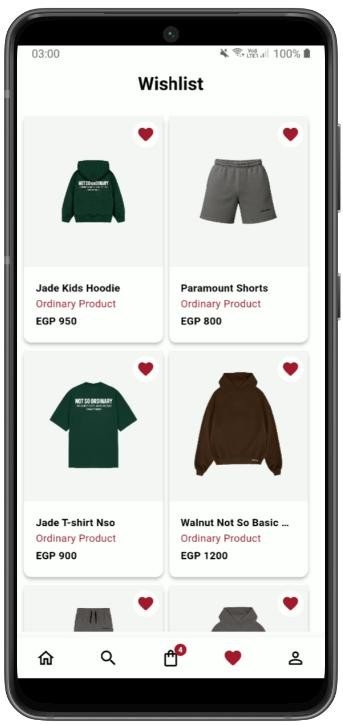 03:00
100%
Wishlist
NOT SO ORDINARY
Jade Kids Hoodie
Paramount Shorts
Ordinary Product
Ordinary Product
EGP 950
EGP 800
NOT SO ORDINARY
Jade T-shirt Nso
Walnut Not So Basic ...
Ordinary Product
Ordinary Product
EGP 900
EGP 1200
4